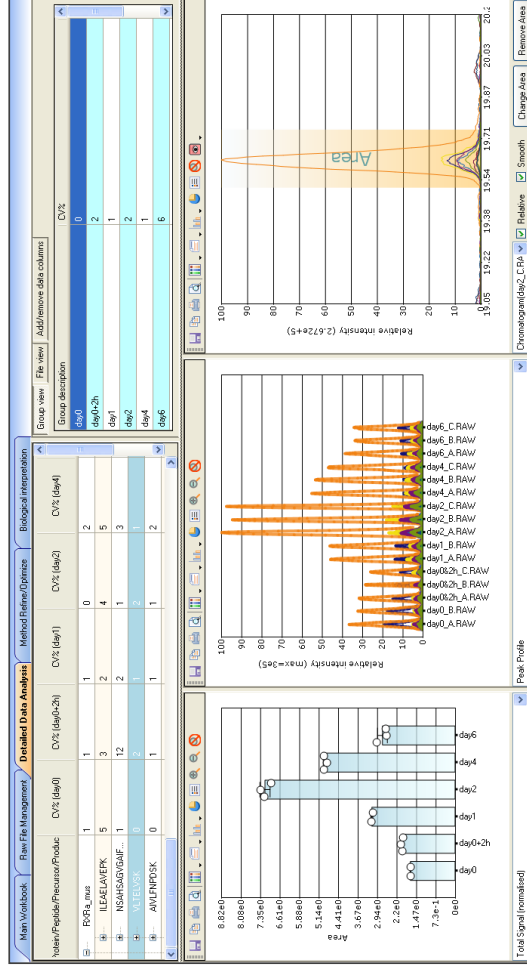 Main Workbook
Raw File Management
Detailed Data Analysis
Method Refine/Optimize
Biological interpretation
rotein/Peptide/Precursor/Produc CV% (day0) CV% (day0+2h) CV% (day1) CV% (day2) CV% (day4)
RXRa_mus 1 1 1 0 2
ILEAELAVEPK 5 3 2 4 5
NSAHSAGVGAIF... 1 12 2 1 3
VLTELVSK 0 2 1 2 1
AIVLFNPDSK 0 1 1 1 2
Group view File view Add/remove data columns
Group description CV%
day0 0
day0+2h 2
day1 1
day2 2
day4 1
day6 6
Area
8.82e0
8.08e0
7.35e0
6.61e0
5.88e0
5.14e0
4.41e0
3.67e0
2.94e0
2.2e0
1.47e0
7.3e-1
0e0
day0
day0+2h
day1
day2
day4
day6
Total Signal (normalised)
Relative intensity (max=3e5)
100
90
80
70
60
50
40
30
20
10
0
day0_A.RAW
day0_B.RAW
day0&2h_A.RAW
day0&2h_B.RAW
day0&2h_C.RAW
day1_A.RAW
day1_B.RAW
day2_A.RAW
day2_B.RAW
day2_C.RAW
day4_A.RAW
day4_B.RAW
day4_C.RAW
day6_A.RAW
day6_B.RAW
day6_C.RAW
Peak Profile
Relative intensity (2.672e+5)
100
90
80
70
60
50
40
30
20
10
0
Area
19.05 19.22 19.38 19.54 19.71 19.87 20.03 20.2
Chromatogram(day2_C.RA Relative Smooth Change Area Remove Area